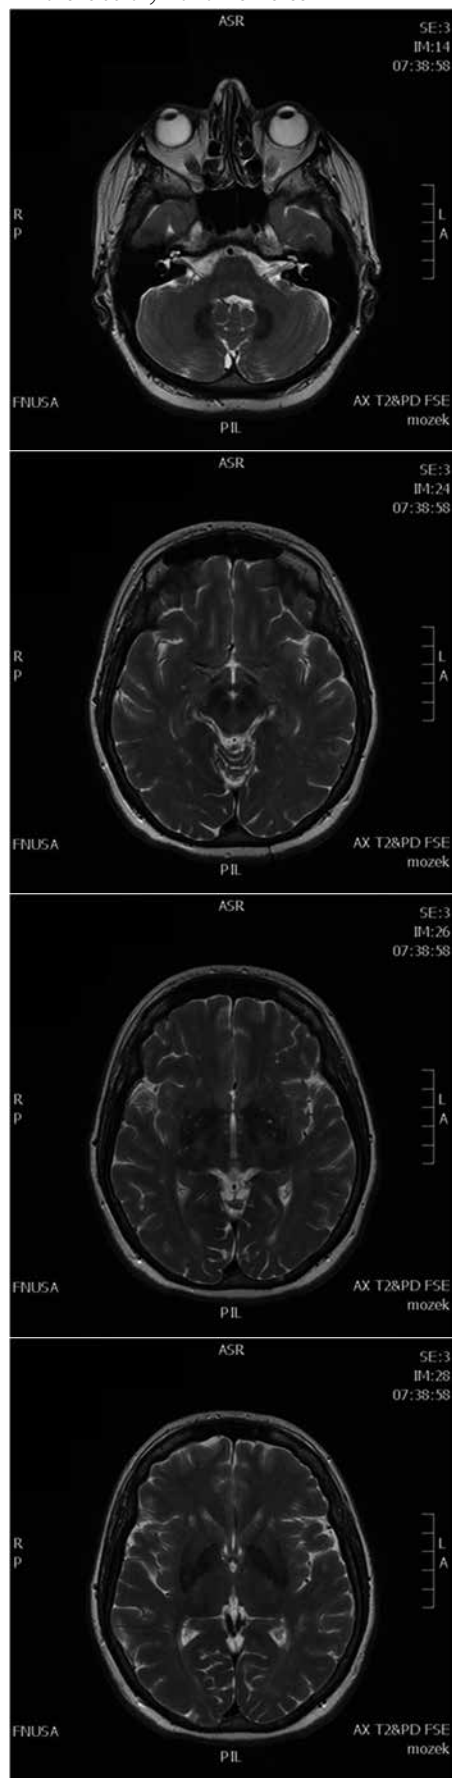 ASR
SE:3
IM:14
07:38:58
R
P
L
A
FNUSA
PIL
AX T2&PD FSE
mozek
ASR
SE:3
IM:24
07:38:58
R
P
L
A
FNUSA
PIL
AX T2&PD FSE
mozek
ASR
SE:3
IM:26
07:38:58
R
P
L
A
FNUSA
PIL
AX T2&PD FSE
mozek
ASR
SE:3
IM:28
07:38:58
R
P
L
A
FNUSA
PIL
AX T2&PD FSE
mozek